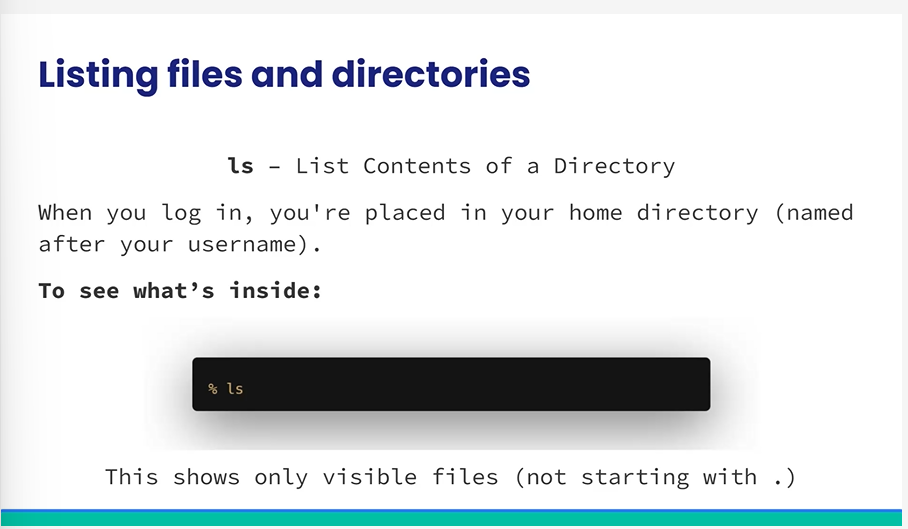 Listing files and directories
ls – List Contents of a Directory
When you log in, you're placed in your home directory (named
after your username).
To see what’s inside:
% ls
This shows only visible files (not starting with .)